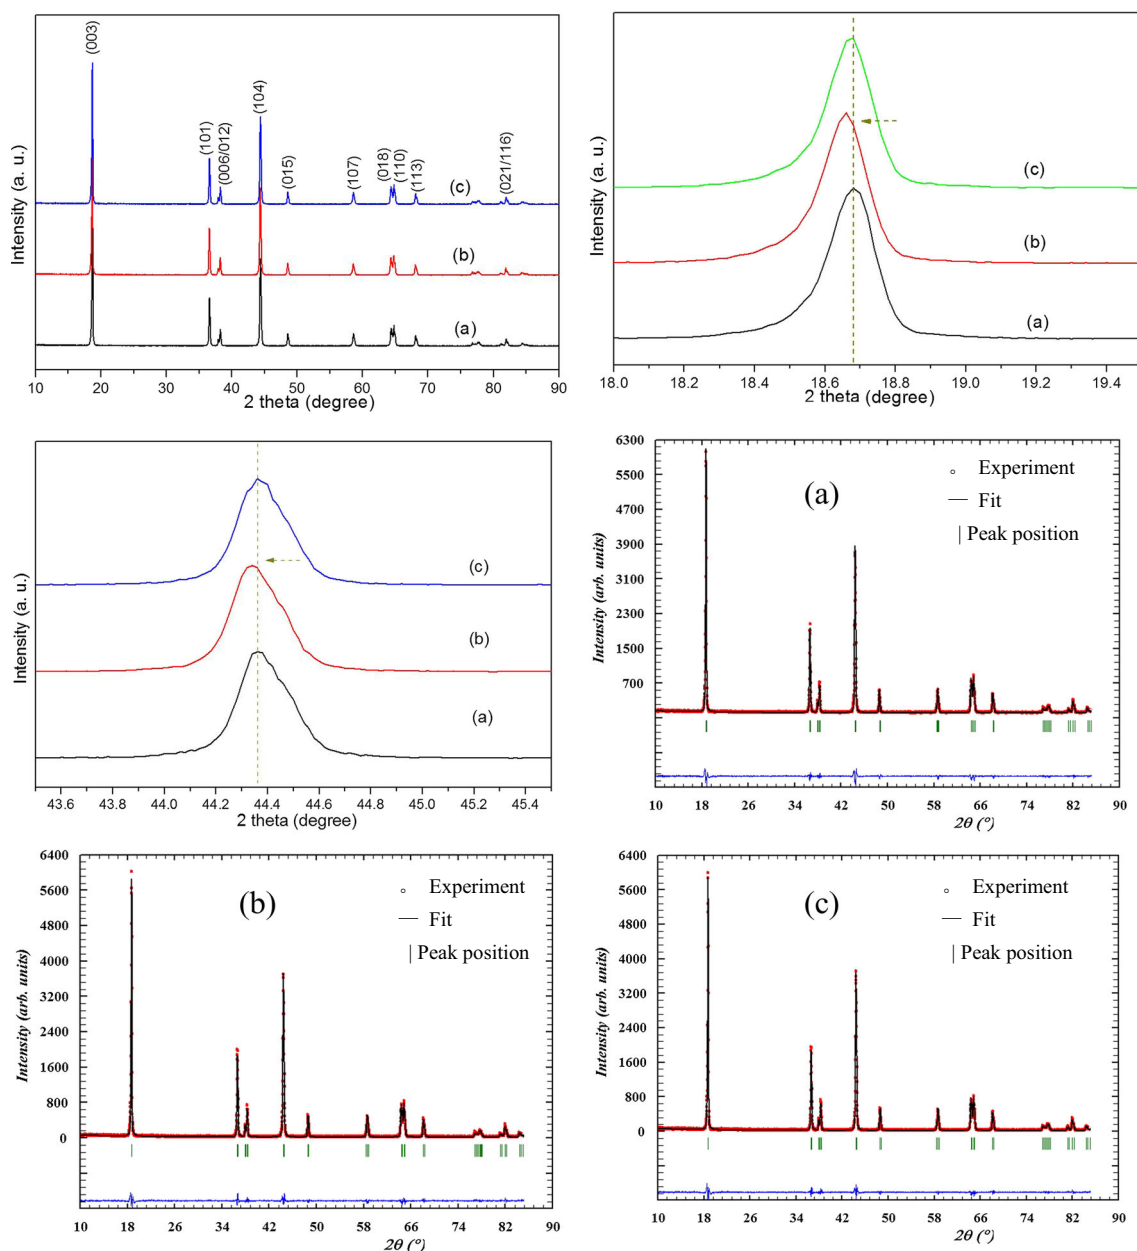 (003)
(101)
(006/012)
(104)
(015)
(107)
(018)
(110)
(113)
(021/116)
(c)
(b)
(a)
Intensity (a. u.)
10 20 30 40 50 60 70 80 90
2 theta (degree)
(c)
(b)
(a)
Intensity (a. u.)
18.0 18.2 18.4 18.6 18.8 19.0 19.2 19.4
2 theta (degree)
(c)
(b)
(a)
Intensity (a. u.)
43.6 43.8 44.0 44.2 44.4 44.6 44.8 45.0 45.2 45.4
2 theta (degree)
6300
5500
4700
3900
3100
2300
1500
700
Intensity (arb. units)
(a)
Experiment
Fit
Peak position
10 18 26 34 42 50 58 66 74 82 90
2θ (°)
6400
5600
4800
4000
3200
2400
1600
800
0
Intensity (arb. units)
(b)
Experiment
Fit
Peak position
10 18 26 34 42 50 58 66 74 82 90
2θ (°)
6400
5600
4800
4000
3200
2400
1600
800
0
Intensity (arb. units)
(c)
Experiment
Fit
Peak position
10 18 26 34 42 50 58 66 74 82 90
2θ (°)